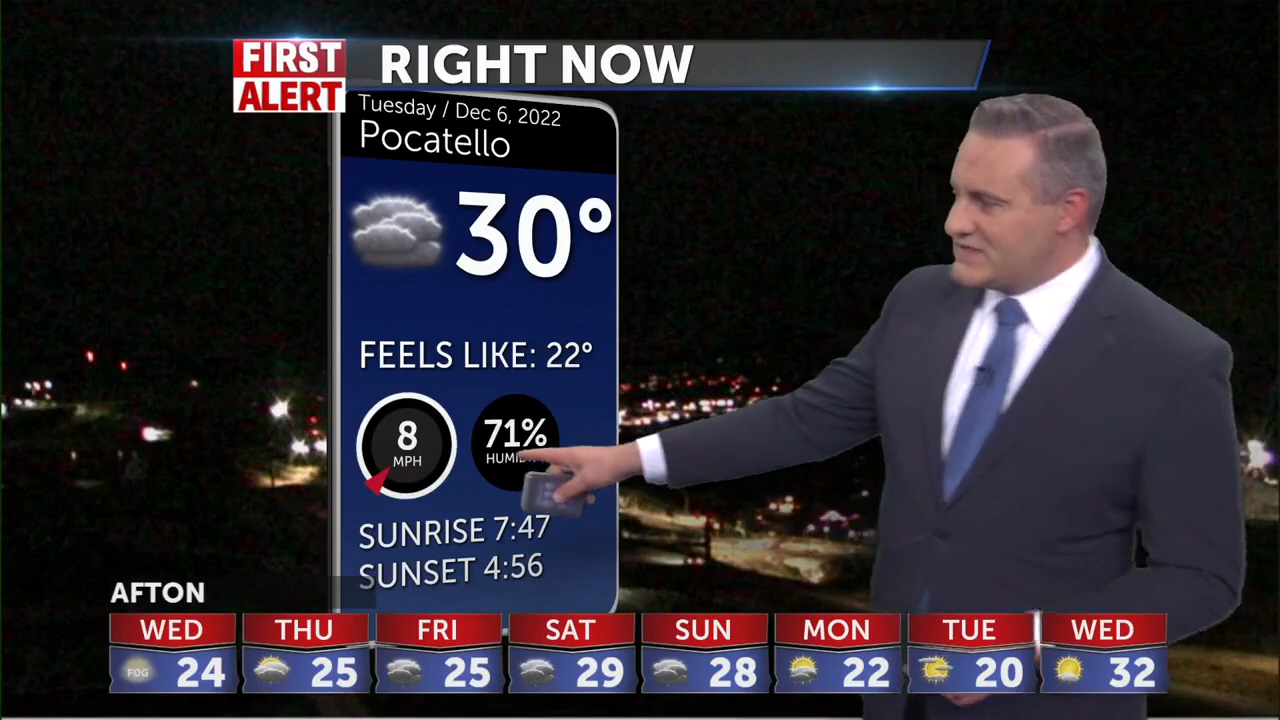 FIRST
ALERT
RIGHT NOW
Tuesday / Dec 6, 2022
Pocatello
30°
FEELS LIKE: 22°
8
MPH
71%
SUNRISE 7:47
SUNSET 4:56
AFTON
WED THU FRI SAT SUN MON TUE WED
FOG 24 25 25 29 28 22 20 32